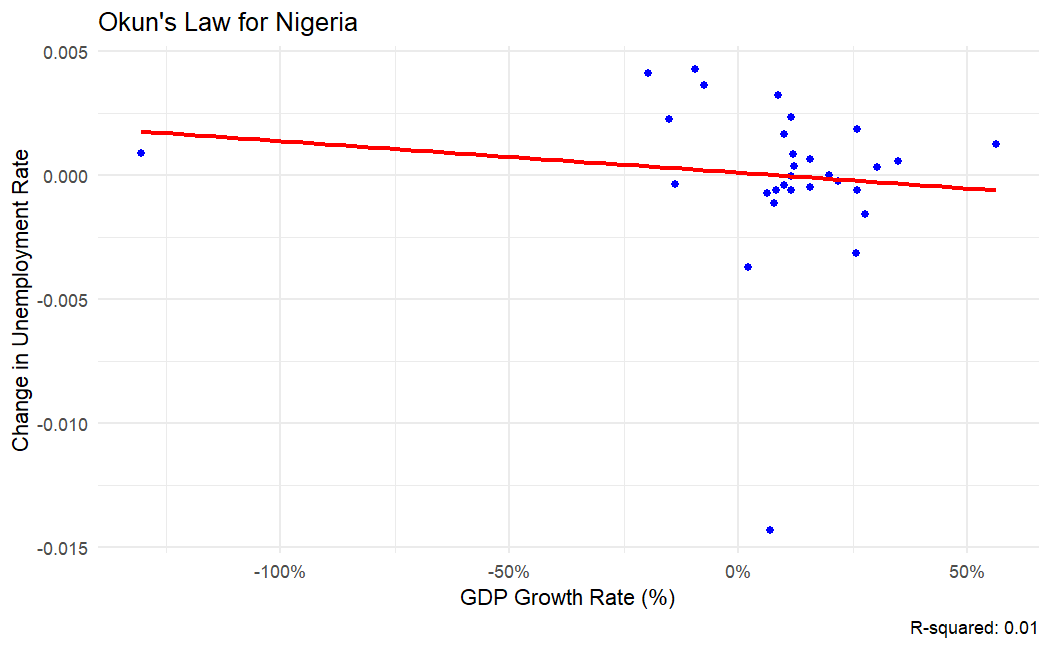 Okun's Law for Nigeria
0.005
0.000
-0.005
-0.010
-0.015
Change in Unemployment Rate
-100%
-50%
0%
50%
GDP Growth Rate (%)
R-squared: 0.01